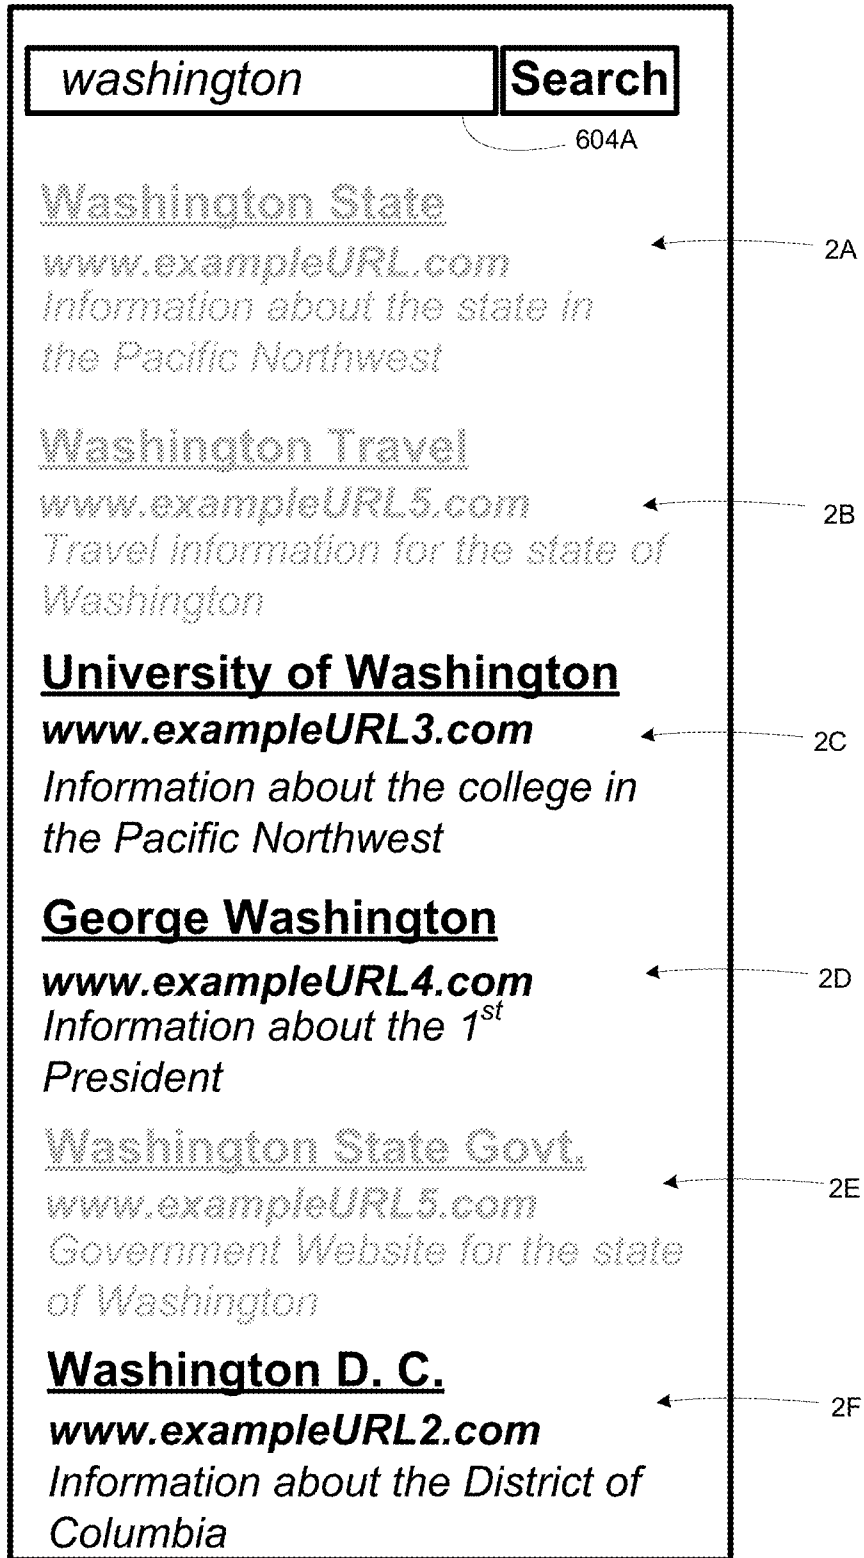 washington
Search
604A
Washington State
2A
www.exampleURL.com
Information about the state in
the Pacific Northwest
Washington Travel
www.exampleURL5.com
2B
Travel information for the state of
Washington
University of Washington
www.exampleURL3.com
2C
Information about the college in
the Pacific Northwest
George Washington
www.exampleURL4.com
2D
Information about the 1st
President
Washington State Govt.
2E
www.exampleURL5.com
Government Website for the state
of Washington
Washington D. C.
2F
www.exampleURL2.com
Information about the District of
Columbia